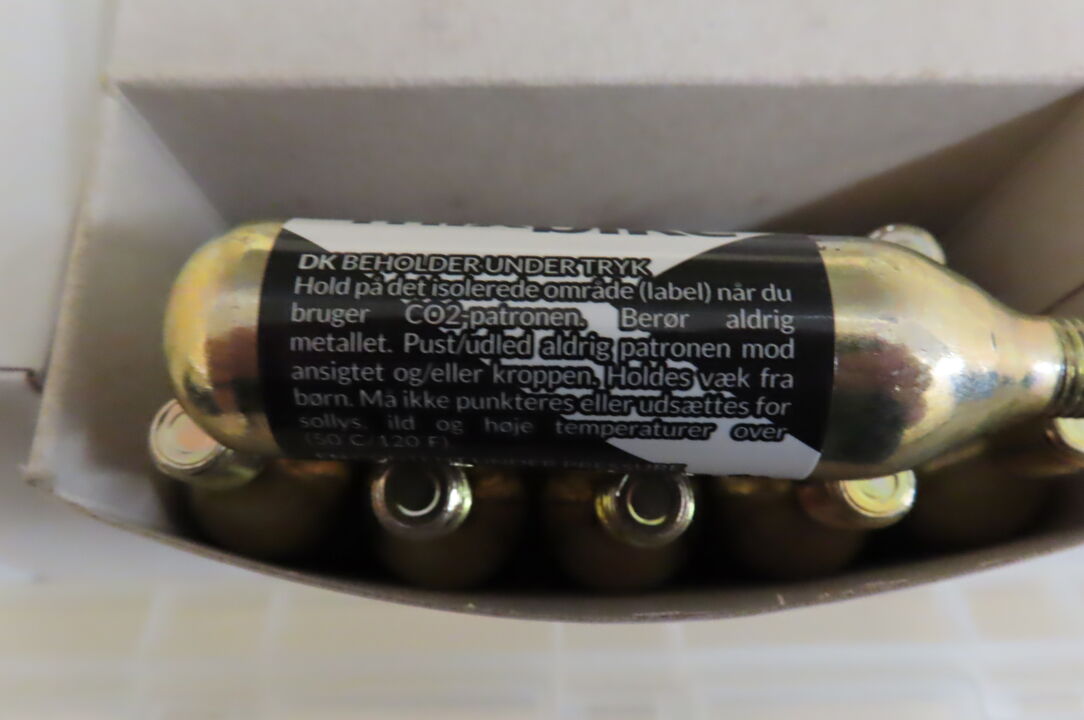 DK BEHOLDER UNDER TRYK
Hold på det isolerede område (label) når du
bruger CO2-patronen. Berør aldrig
metallet. Pust/udled aldrig patronen mod
ansigtet og/eller kroppen. Holdes væk fra
børn. Må ikke punkteres eller udsættes for
sollys, ild og høje temperaturer over
(50 C/120 F)
UNDER PRESSURE